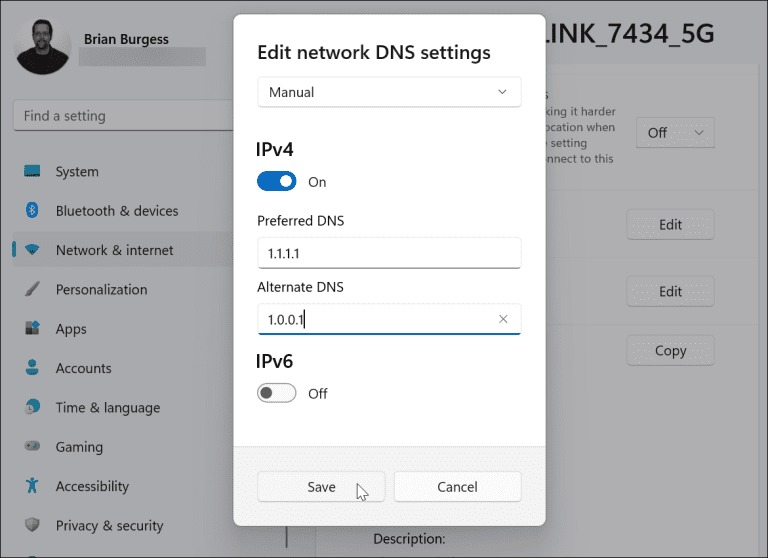 Brian Burgess
Find a setting
System
Bluetooth & devices
Network & internet
Personalization
Apps
Accounts
Time & language
Gaming
Accessibility
Privacy & security
Edit network DNS settings
Manual
IPv4
On
Preferred DNS
1.1.1.1
Alternate DNS
1.0.0.1
IPv6
Off
Save
Cancel
LINK_7434_5G
s
king it harder
ocation when
setting
nnect to this
Off
Edit
Edit
Copy
Description: